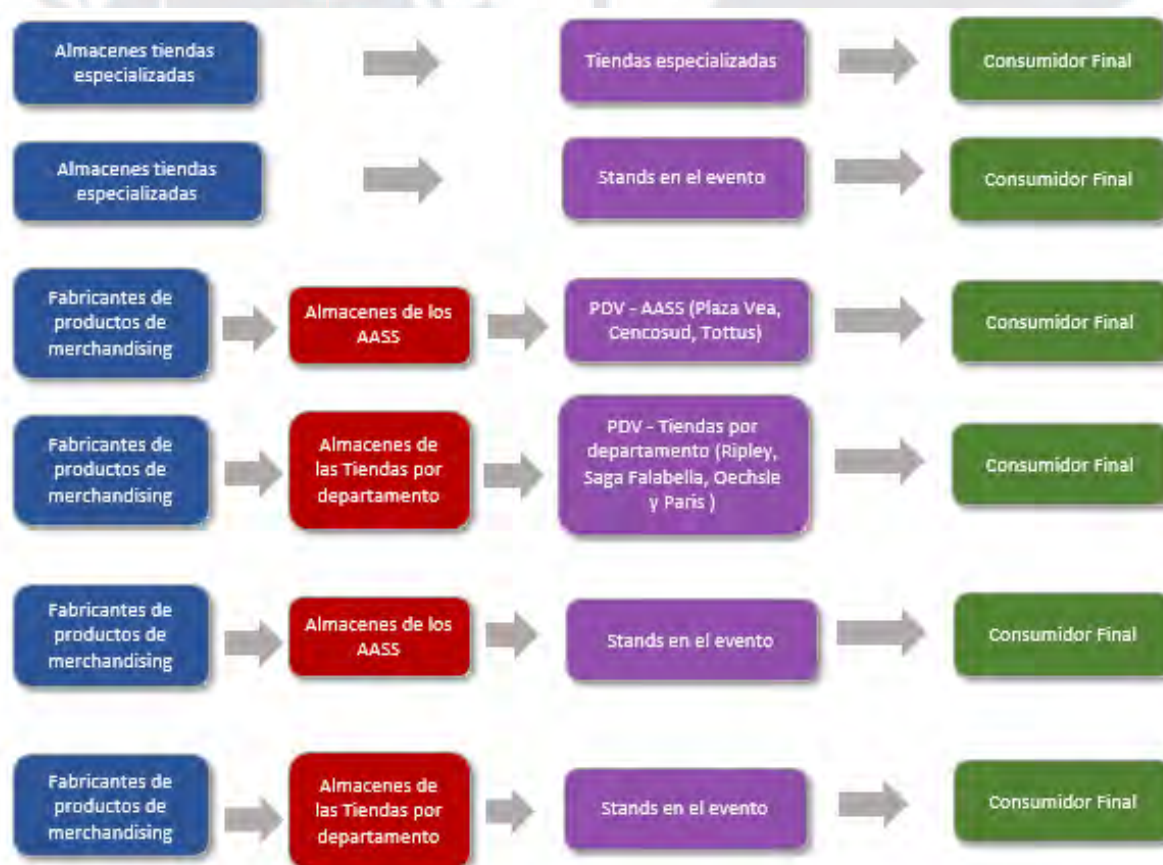 Almacenes tiendas
especializadas
Tiendas especializadas
Consumidor Final
Almacenes tiendas
especializadas
Stands en el evento
Consumidor Final
Fabricantes de
productos de
merchandising
Almacenes de los
AASS
PDV - AASS (Plaza Vea,
Cencosud, Tottus)
Consumidor Final
Fabricantes de
productos de
merchandising
Almacenes de
las Tiendas por
departamento
PDV - Tiendas por
departamento (Ripley,
Saga Falabella, Oechsle
y Paris )
Consumidor Final
Fabricantes de
productos de
merchandising
Almacenes de los
AASS
Stands en el evento
Consumidor Final
Fabricantes de
productos de
merchandising
Almacenes de
las Tiendas por
departamento
Stands en el evento
Consumidor Final